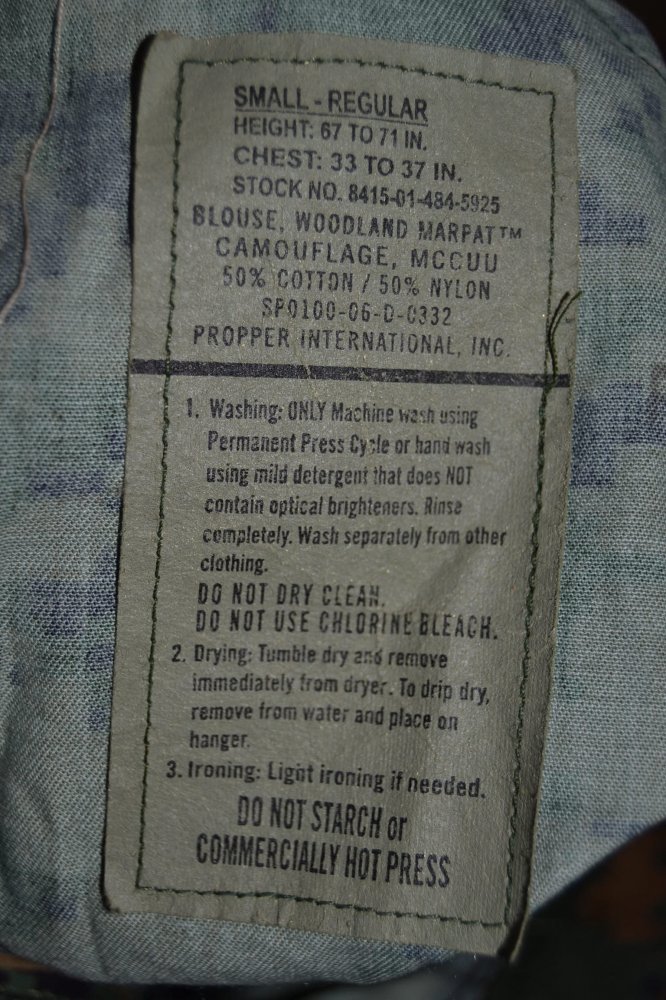 SMALL - REGULAR
HEIGHT: 67 TO 71 IN.
CHEST: 33 TO 37 IN.
STOCK NO. 8415-01-484-5925
BLOUSE, WOODLAND MARPAT™
CAMOUFLAGE, MCCUU
50% COTTON / 50% NYLON
SP0100-06-D-0332
PROPPER INTERNATIONAL, INC.
1. Washing: ONLY Machine wash using
Permanent Press Cycle or hand wash
using mild detergent that does NOT
contain optical brighteners. Rinse
completely. Wash separately from other
clothing.
DO NOT DRY CLEAN.
DO NOT USE CHLORINE BLEACH.
2. Drying: Tumble dry and remove
immediately from dryer. To drip dry,
remove from water and place on
hanger.
3. Ironing: Light ironing if needed.
DO NOT STARCH or
COMMERCIALLY HOT PRESS